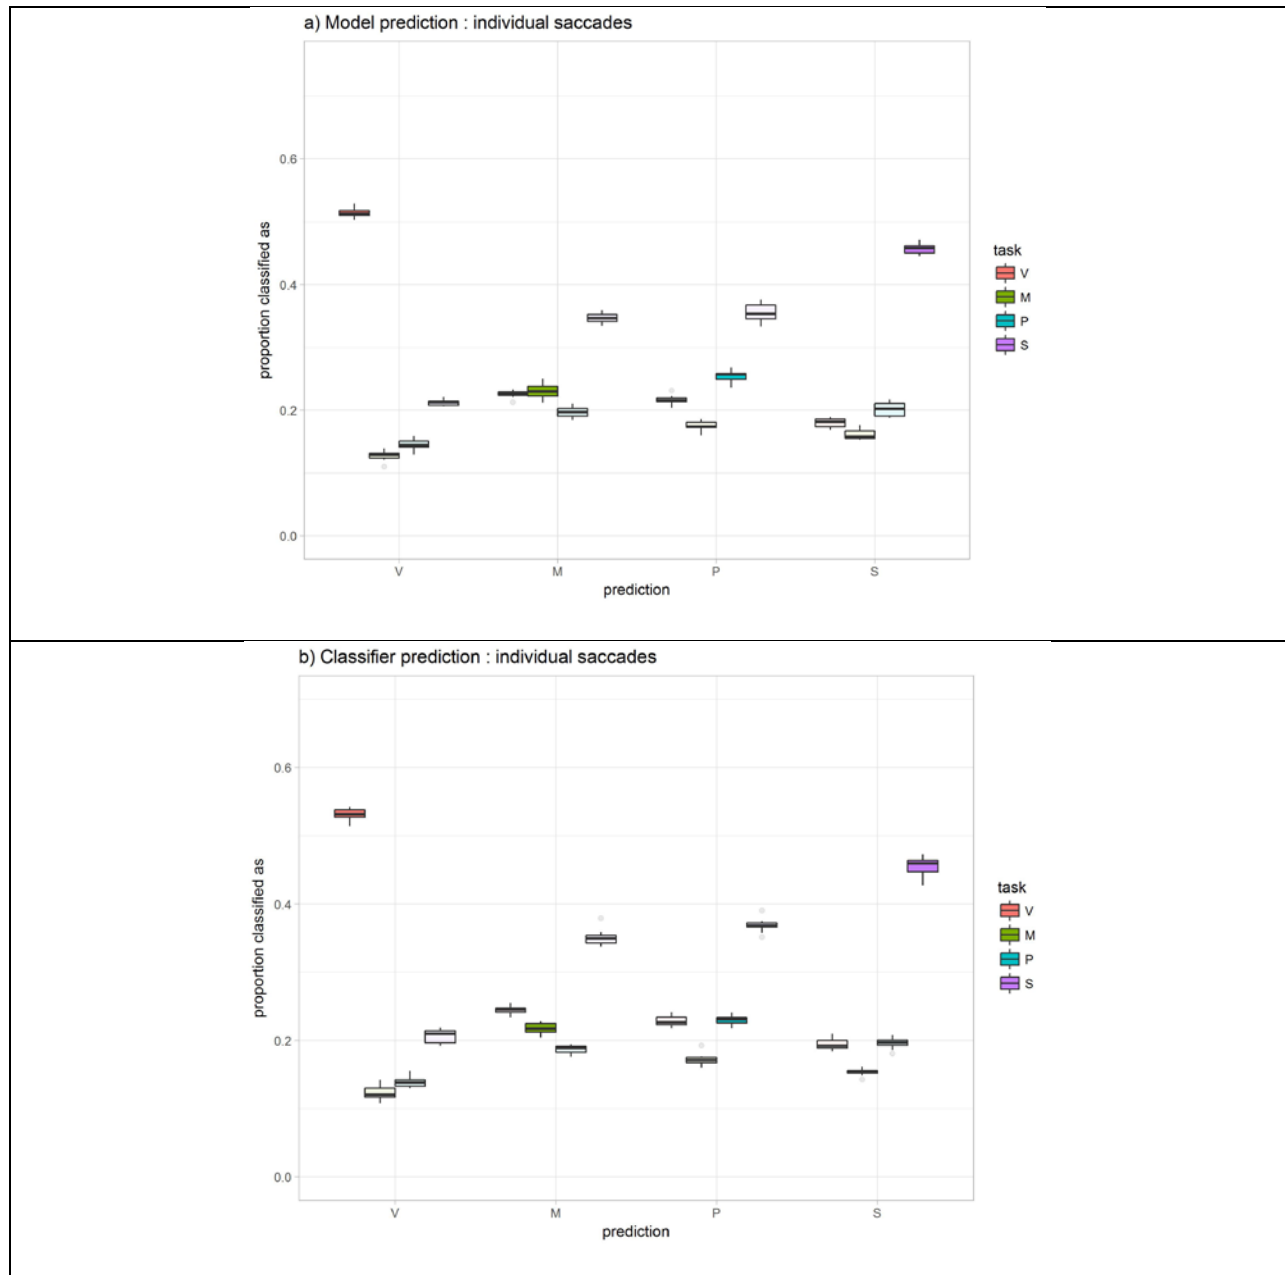 a) Model prediction : individual saccades
proportion classified as
0.6
0.4
0.2
0.0
V M P S
prediction
task
V
M
P
S
b) Classifier prediction : individual saccades
proportion classified as
0.6
0.4
0.2
0.0
V M P S
prediction
task
V
M
P
S